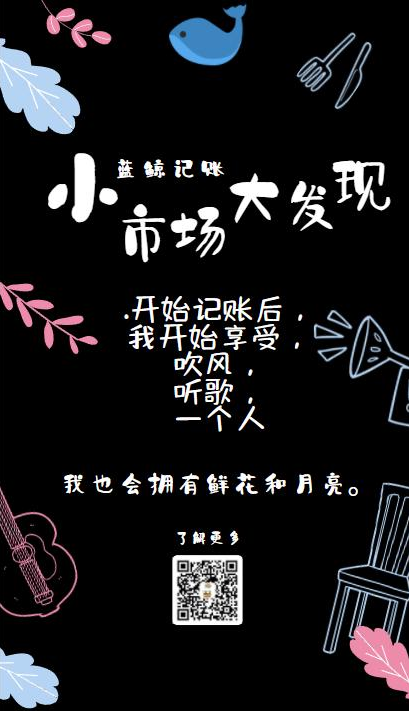 蓝鲸记账
小市场大发现
.开始记账后，
我开始享受，
吹风，
听歌，
一个人
我也会拥有鲜花和月亮。
了解更多